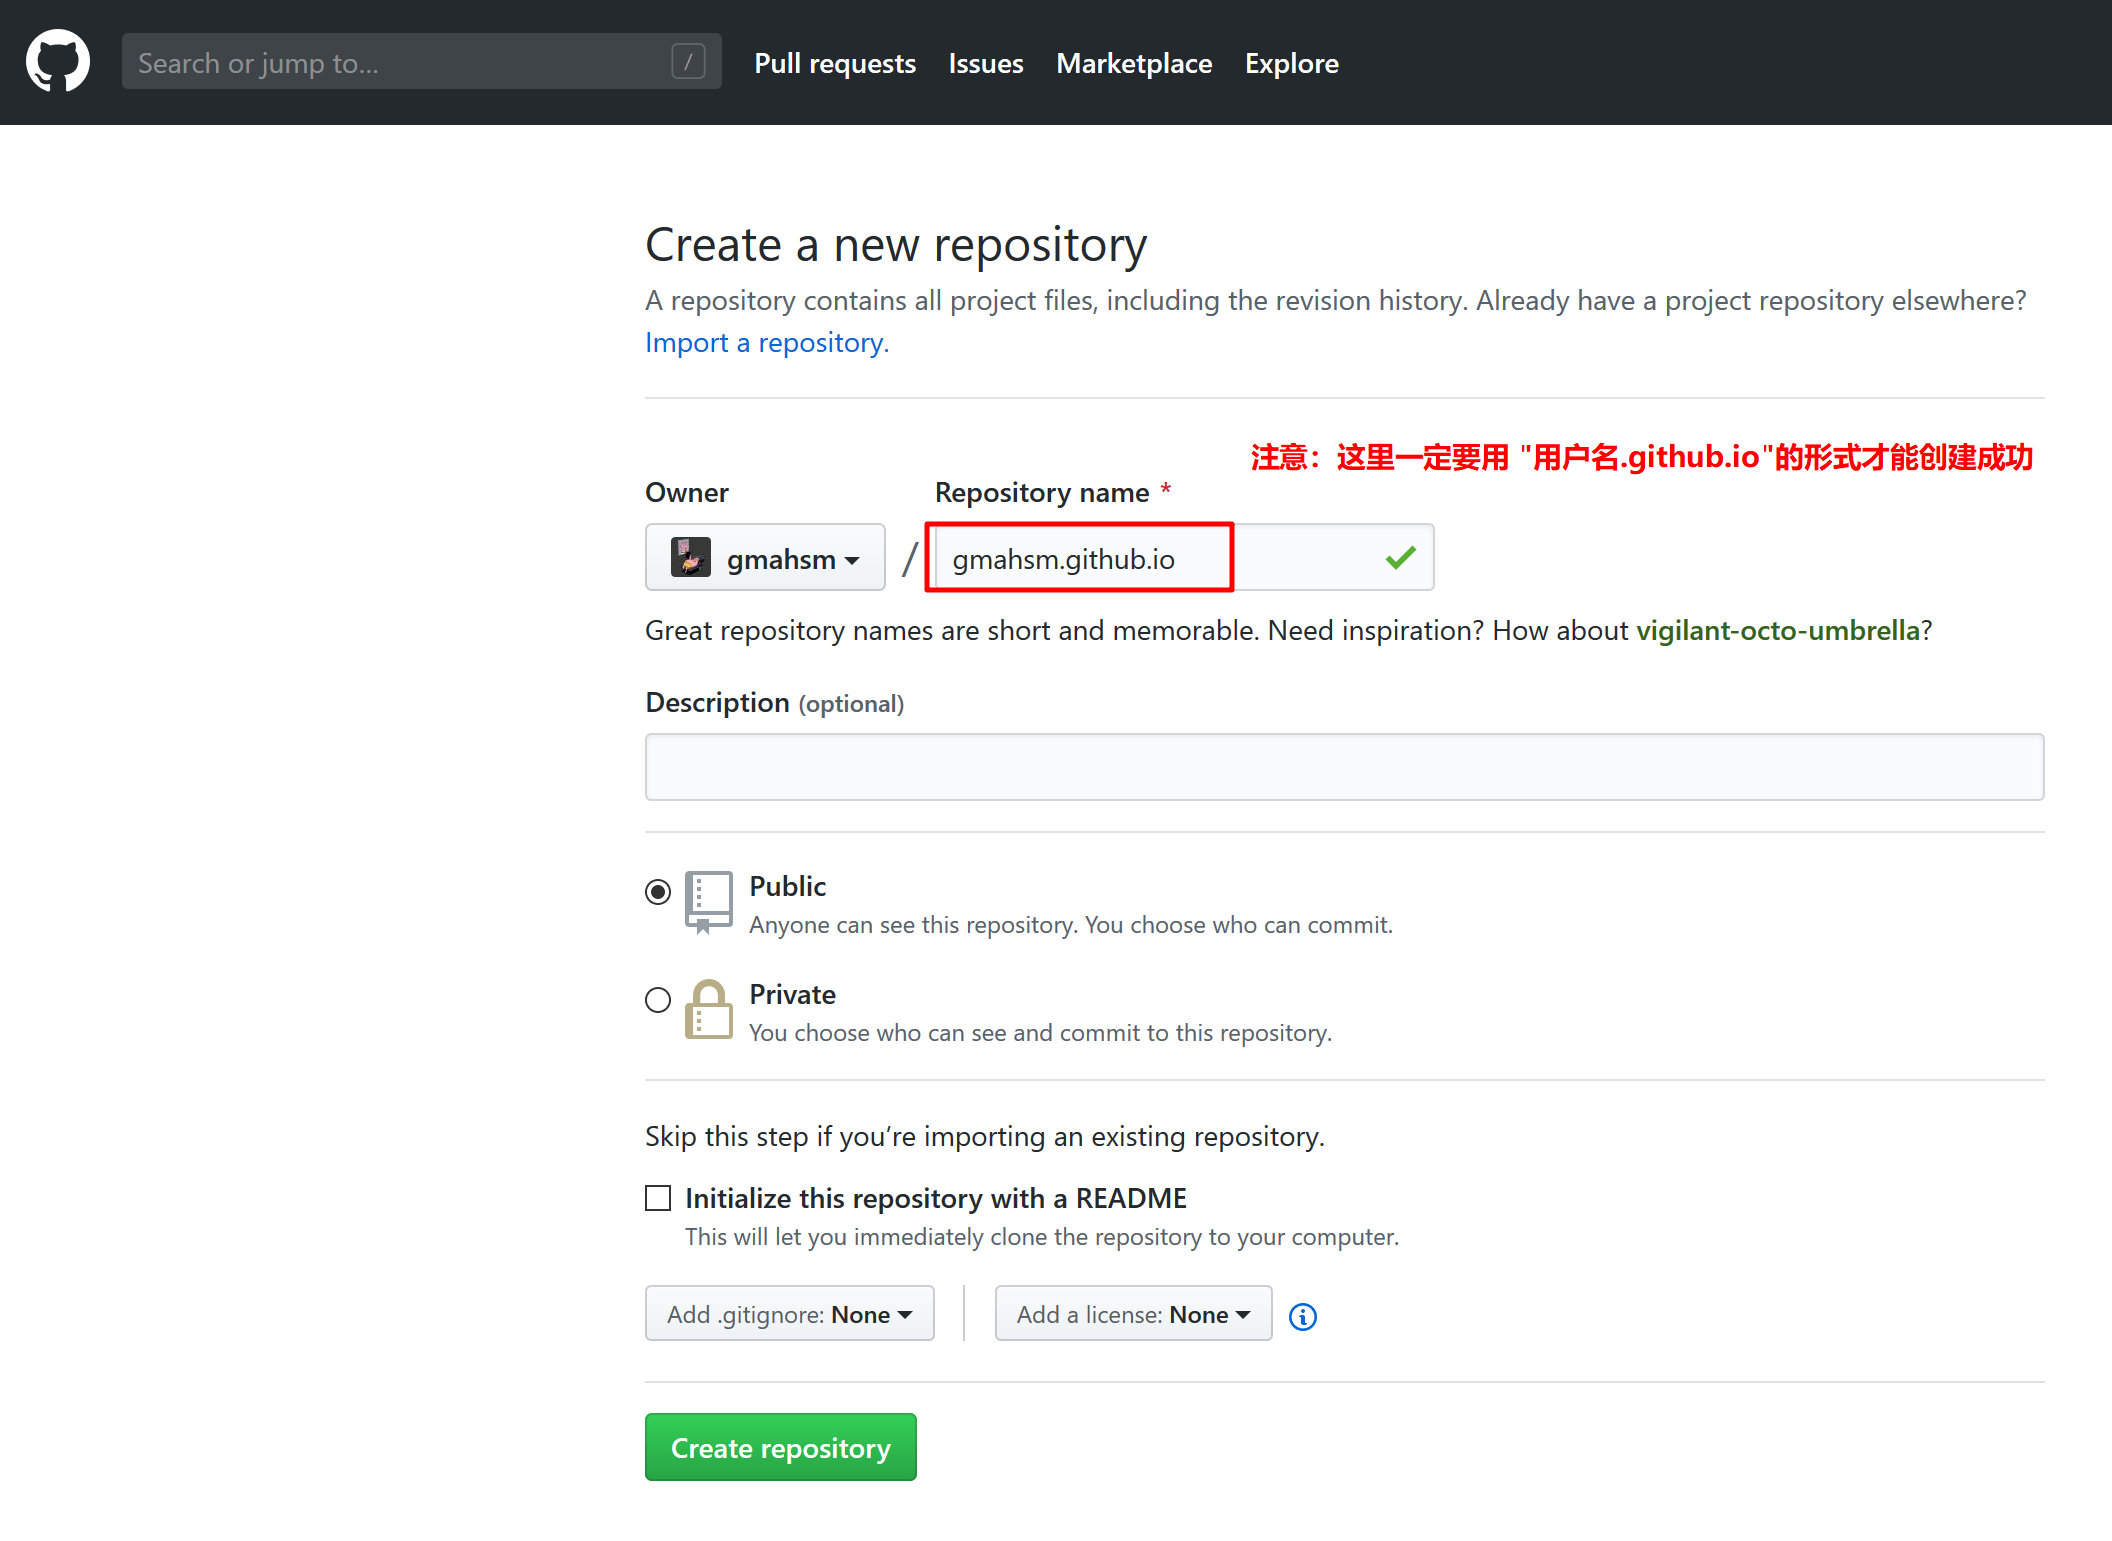 Search or jump to...
/
Pull requests
Issues
Marketplace
Explore
Create a new repository
A repository contains all project files, including the revision history. Already have a project repository elsewhere?
Import a repository.
注意：这里一定要用 "用户名.github.io"的形式才能创建成功
Owner
Repository name *
gmahsm
/
gmahsm.github.io
Great repository names are short and memorable. Need inspiration? How about vigilant-octo-umbrella?
Description (optional)
Public
Anyone can see this repository. You choose who can commit.
Private
You choose who can see and commit to this repository.
Skip this step if you’re importing an existing repository.
Initialize this repository with a README
This will let you immediately clone the repository to your computer.
Add .gitignore: None
Add a license: None
Create repository